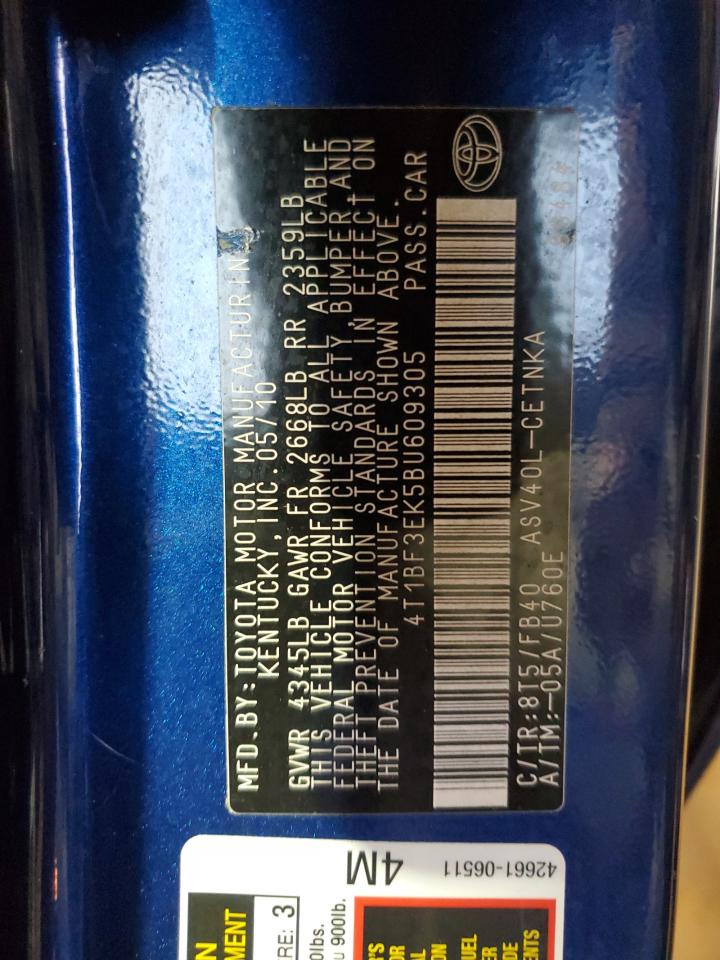 MFD.BY:TOYOTA MOTOR MANUFACTURING
KENTUCKY,INC.05/10
GVWR 4345LB GAWR FR 2668LB RR 2359LB
THIS VEHICLE CONFORMS TO ALL APPLICABLE
FEDERAL MOTOR VEHICLE SAFETY, BUMPER AND
THEFT PREVENTION STANDARDS IN EFFECT ON
THE DATE OF MANUFACTURE SHOWN ABOVE.
4T1BF3EK5BU609305 PASS.CAR
C/TR:8T5/FB40 ASV40L-CETNKA
A/TM:-05A/U760E
4M
42661-06511
3
900lb.